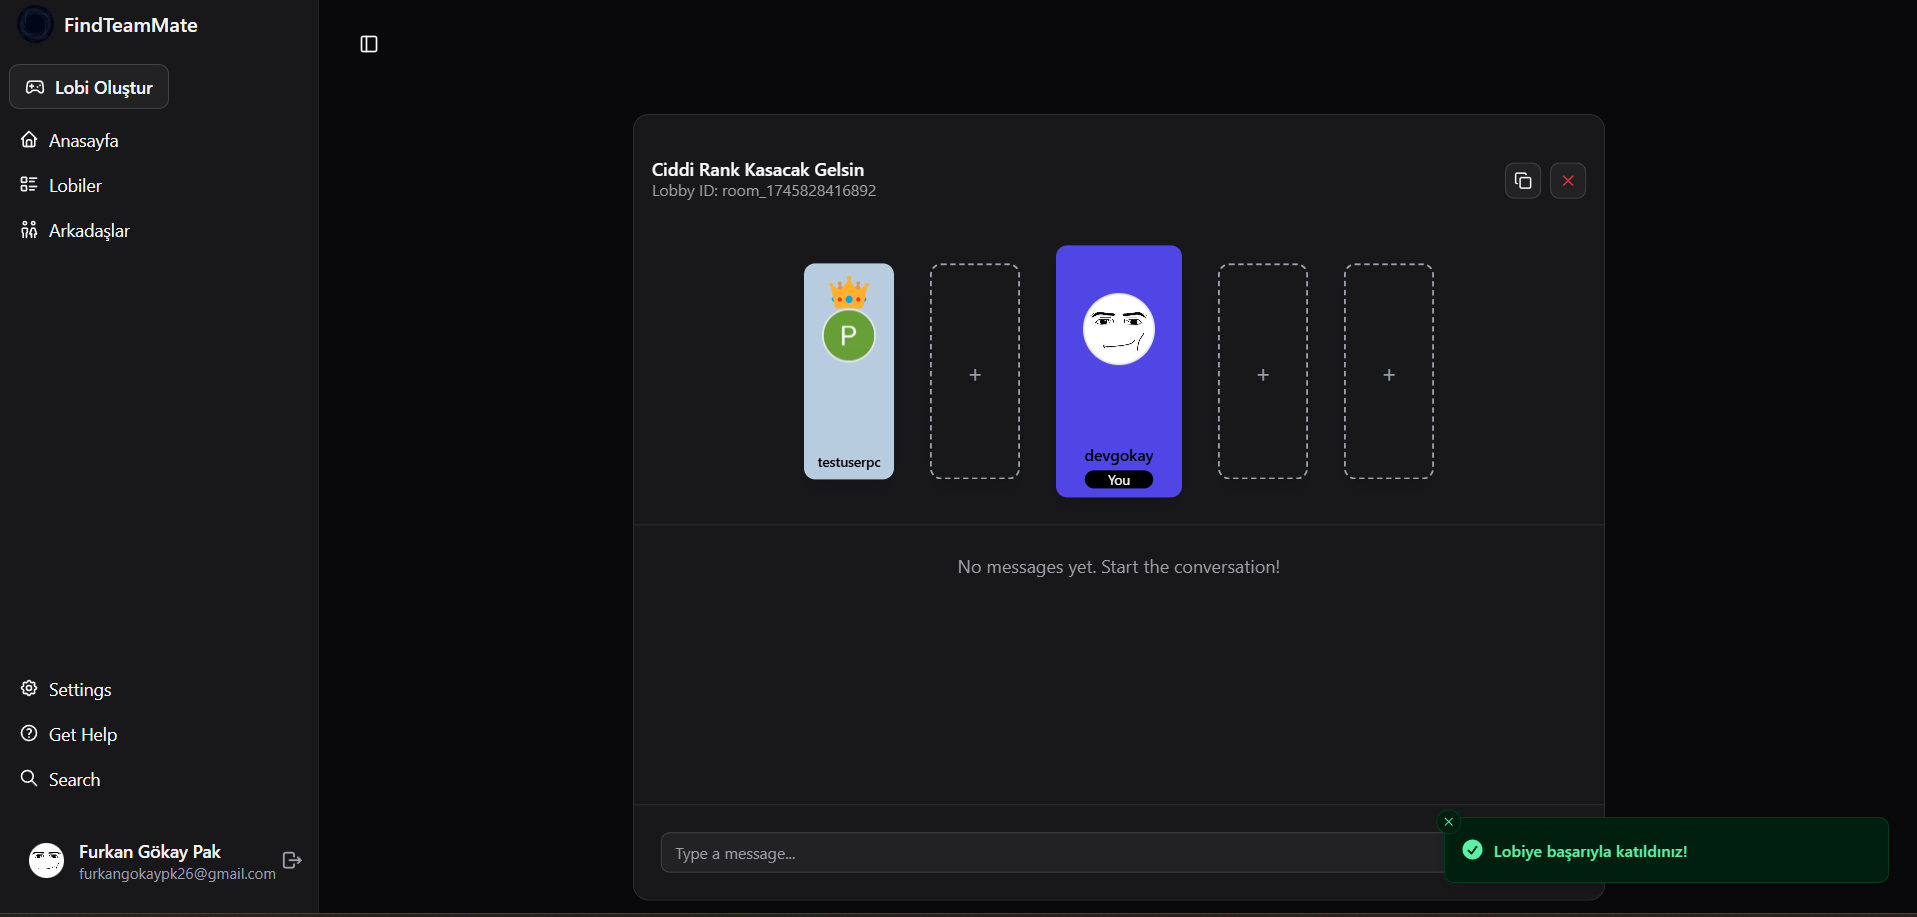 FindTeamMate
Lobi Oluştur
Anasayfa
Lobiler
Arkadaşlar
Settings
Get Help
Search
Furkan Gökay Pak
furkangokaypk26@gmail.com
Ciddi Rank Kasacak Gelsin
Lobby ID: room_1745828416892
P
testuserpc
+
devgokay
You
+
+
No messages yet. Start the conversation!
Type a message...
Lobiye başarıyla katıldınız!